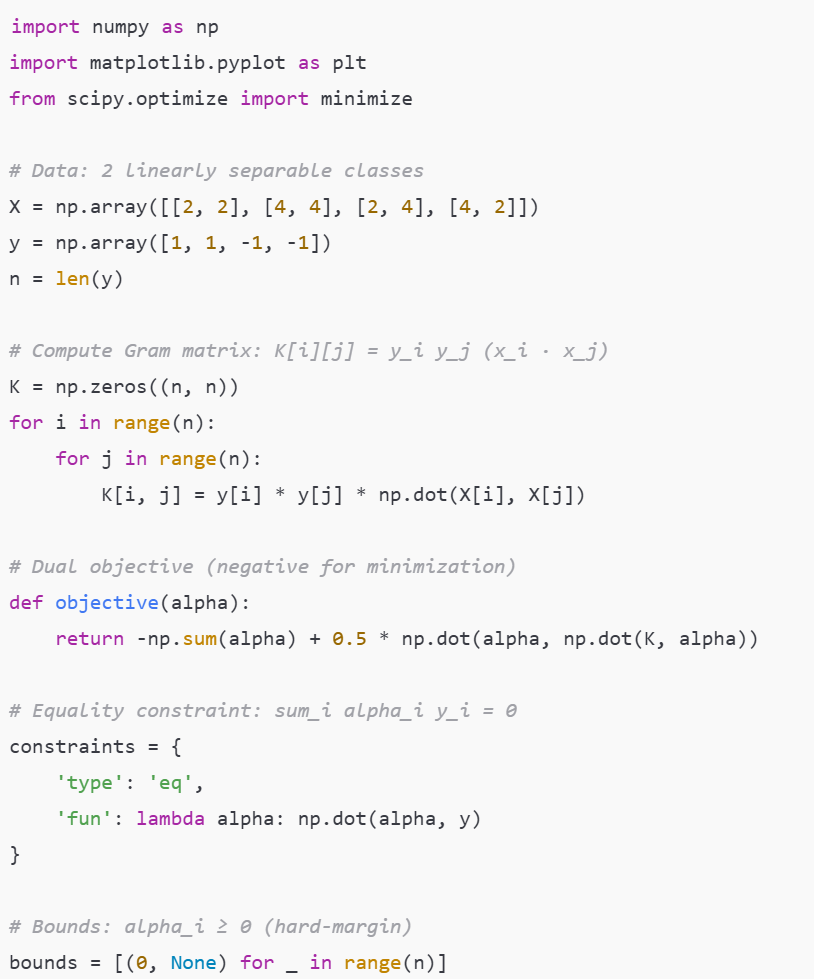 import numpy as np
import matplotlib.pyplot as plt
from scipy.optimize import minimize
# Data: 2 linearly separable classes
X = np.array([[2, 2], [4, 4], [2, 4], [4, 2]])
y = np.array([1, 1, -1, -1])
n = len(y)
# Compute Gram matrix: K[i][j] = y_i y_j (x_i · x_j)
K = np.zeros((n, n))
for i in range(n):
    for j in range(n):
        K[i, j] = y[i] * y[j] * np.dot(X[i], X[j])
# Dual objective (negative for minimization)
def objective(alpha):
    return -np.sum(alpha) + 0.5 * np.dot(alpha, np.dot(K, alpha))
# Equality constraint: sum_i alpha_i y_i = 0
constraints = {
    'type': 'eq',
    'fun': lambda alpha: np.dot(alpha, y)
}
# Bounds: alpha_i ≥ 0 (hard-margin)
bounds = [(0, None) for _ in range(n)]